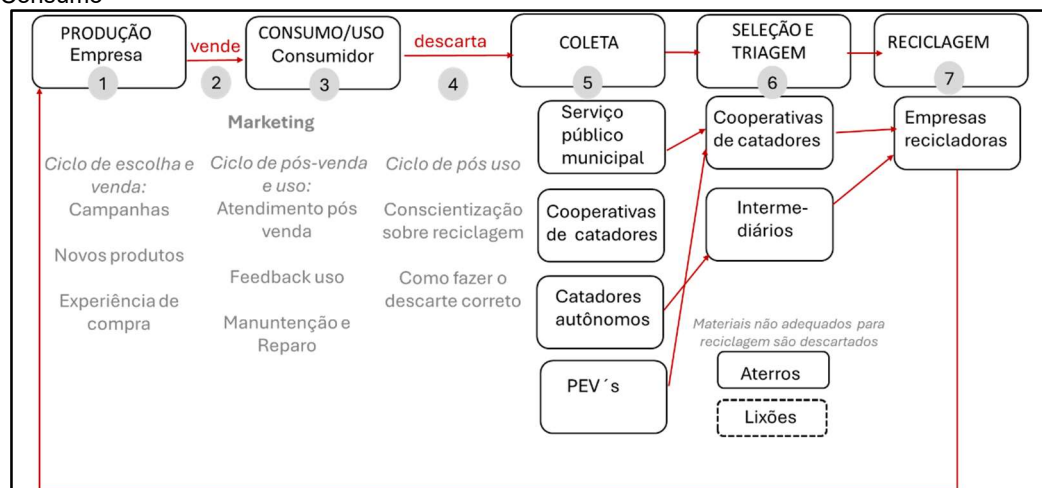 Consumo
PRODUÇÃO
Empresa
1
vende
2
CONSUMO/USO
Consumidor
3
descarta
4
COLETA
5
SELEÇÃO E
TRIAGEM
6
RECICLAGEM
7
Marketing
Ciclo de escolha e
venda:
Campanhas
Novos produtos
Experiência de
compra
Ciclo de pós-venda
e uso:
Atendimento pós
venda
Feedback uso
Manuntenção e
Reparo
Ciclo de pós uso
Conscientização
sobre reciclagem
Como fazer o
descarte correto
Serviço
público
municipal
Cooperativas
de catadores
Catadores
autônomos
PEV´s
Cooperativas
de catadores
Interme-
diários
Materiais não adequados para
reciclagem são descartados
Aterros
Lixões
Empresas
recicladoras